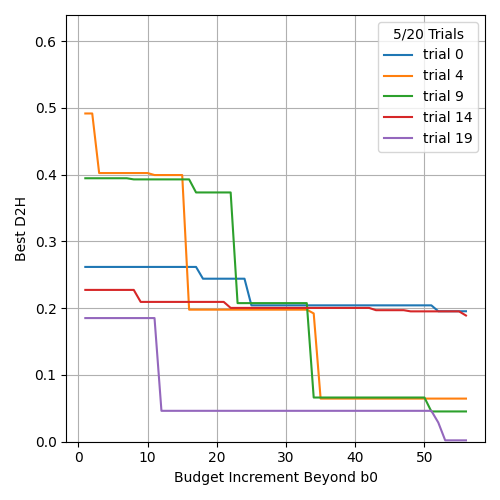 5/20 Trials
trial 0
trial 4
trial 9
trial 14
trial 19
Best D2H
0.6
0.5
0.4
0.3
0.2
0.1
0.0
0 10 20 30 40 50
Budget Increment Beyond b0